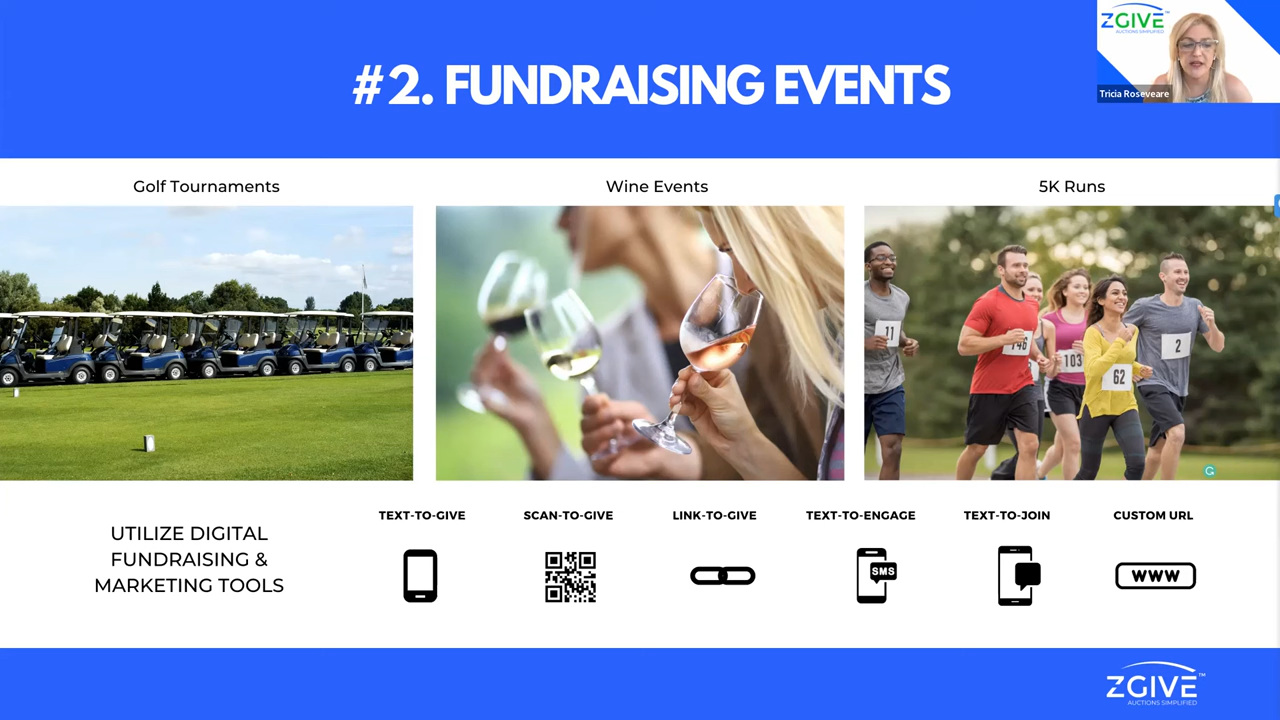 #2. FUNDRAISING EVENTS
ZGIVE™
AUCTIONS SIMPLIFIED
Tricia Roseveare
Golf Tournaments
Wine Events
5K Runs
11
146
103
62
2
UTILIZE DIGITAL
FUNDRAISING &
MARKETING TOOLS
TEXT-TO-GIVE
SCAN-TO-GIVE
LINK-TO-GIVE
TEXT-TO-ENGAGE
TEXT-TO-JOIN
CUSTOM URL
SMS
WWW
ZGIVE™
AUCTIONS SIMPLIFIED